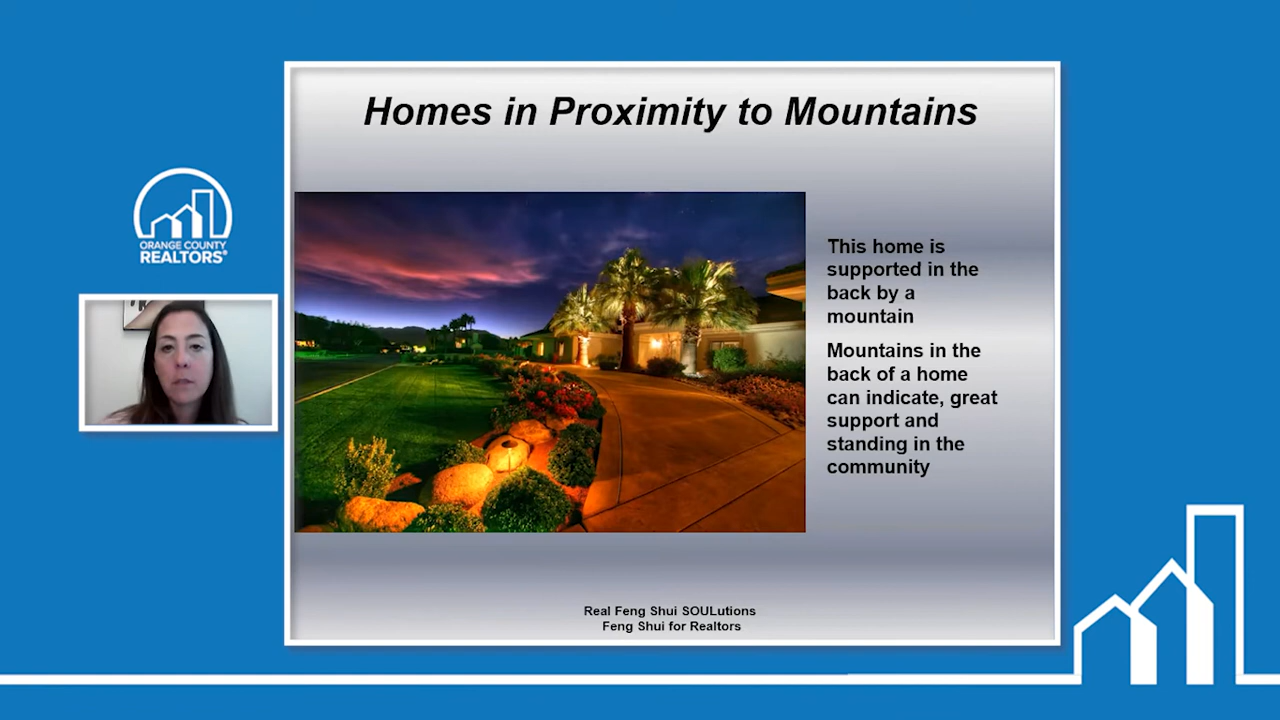 Homes in Proximity to Mountains
ORANGE COUNTY
REALTORS®
This home is
supported in the
back by a
mountain
Mountains in the
back of a home
can indicate, great
support and
standing in the
community
Real Feng Shui SOULutions
Feng Shui for Realtors